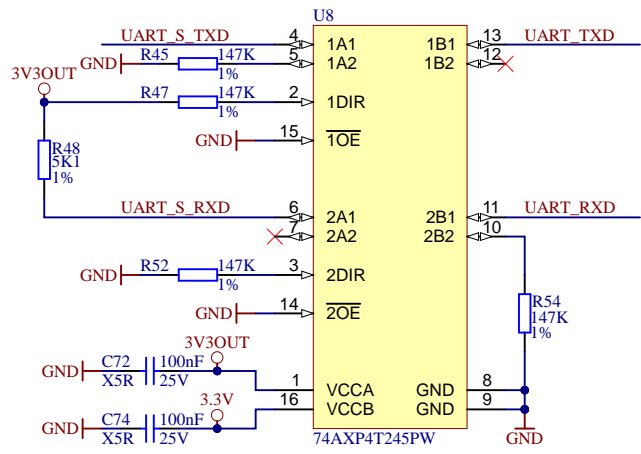 U8
UART_S_TXD 4 1A1 1B1 13 UART_TXD
GND R45 147K 1% 5 1A2 1B2 12
3V3OUT
R47 147K 1% 2 1DIR
GND 15 1OE
R48
5K1
1%
UART_S_RXD 6 2A1 2B1 11 UART_RXD
7 2A2 2B2 10
GND R52 147K 1% 3 2DIR
R54
147K
1%
GND 14 2OE
3V3OUT
GND C72 100nF X5R 25V 1 VCCA GND 8
3.3V
GND C74 100nF X5R 25V 16 VCCB GND 9
GND
74AXP4T245PW